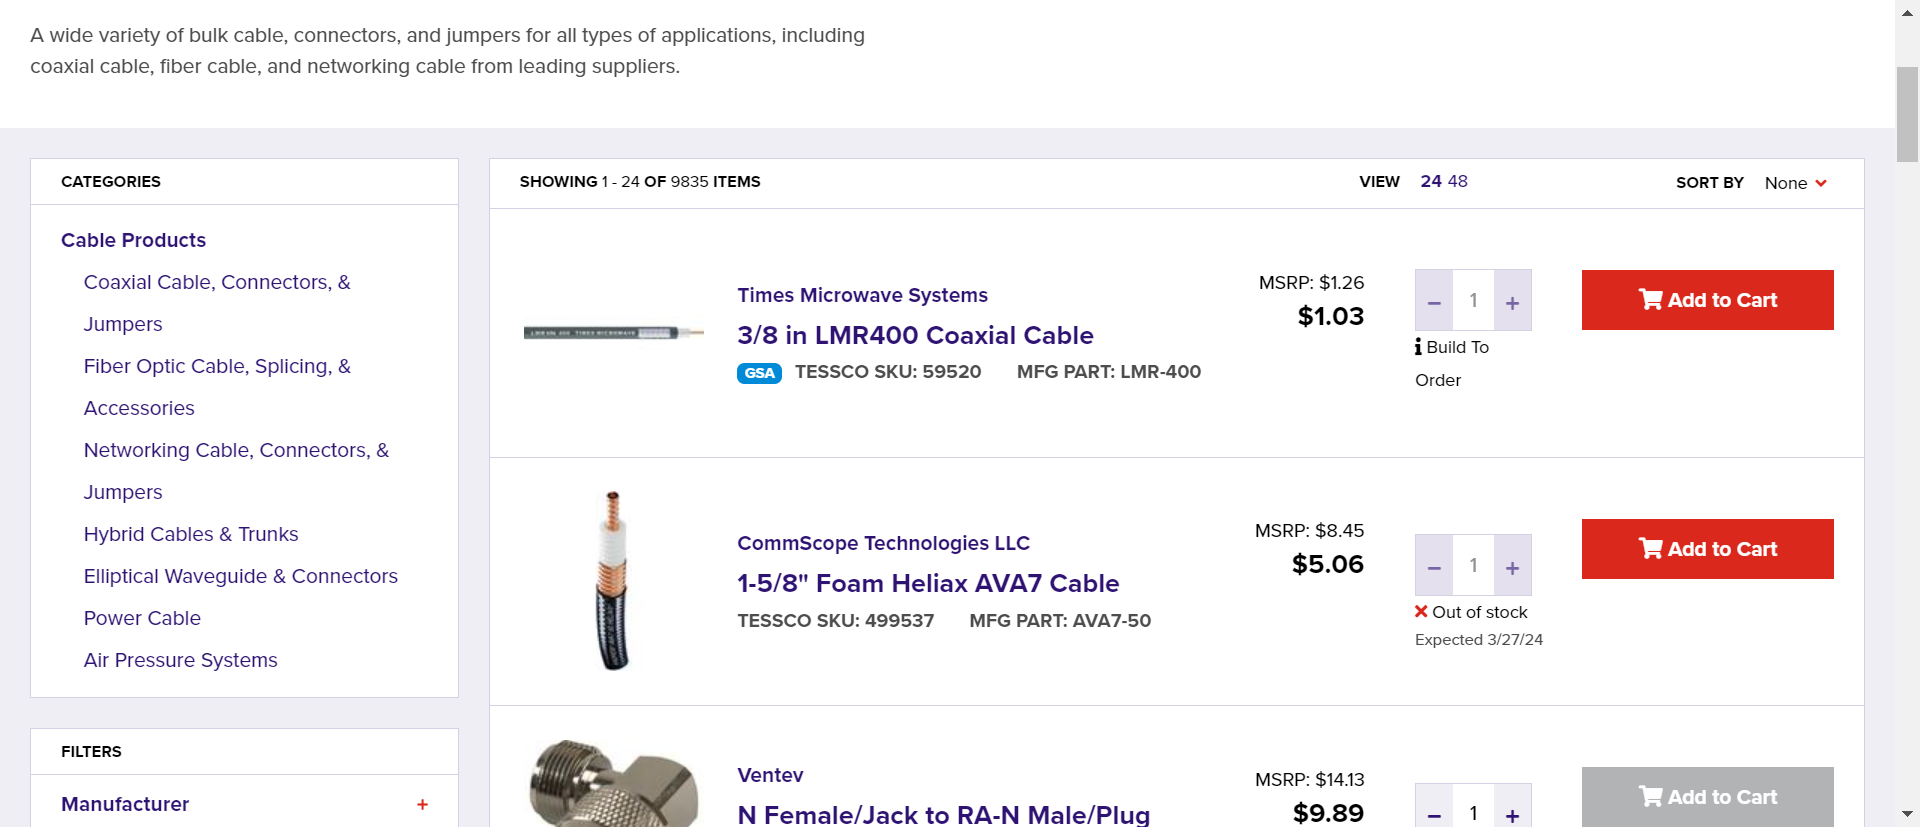 A wide variety of bulk cable, connectors, and jumpers for all types of applications, including
coaxial cable, fiber cable, and networking cable from leading suppliers.
CATEGORIES
Cable Products
Coaxial Cable, Connectors, &
Jumpers
Fiber Optic Cable, Splicing, &
Accessories
Networking Cable, Connectors, &
Jumpers
Hybrid Cables & Trunks
Elliptical Waveguide & Connectors
Power Cable
Air Pressure Systems
FILTERS
Manufacturer +
SHOWING 1 - 24 OF 9835 ITEMS
VIEW 24 48
SORT BY None
Times Microwave Systems
3/8 in LMR400 Coaxial Cable
GSA TESSCO SKU: 59520 MFG PART: LMR-400
MSRP: $1.26
$1.03
− 1 +
Build To
Order
Add to Cart
CommScope Technologies LLC
1-5/8" Foam Heliax AVA7 Cable
TESSCO SKU: 499537 MFG PART: AVA7-50
MSRP: $8.45
$5.06
− 1 +
Out of stock
Expected 3/27/24
Add to Cart
Ventev
N Female/Jack to RA-N Male/Plug
MSRP: $14.13
$9.89
− 1 +
Add to Cart